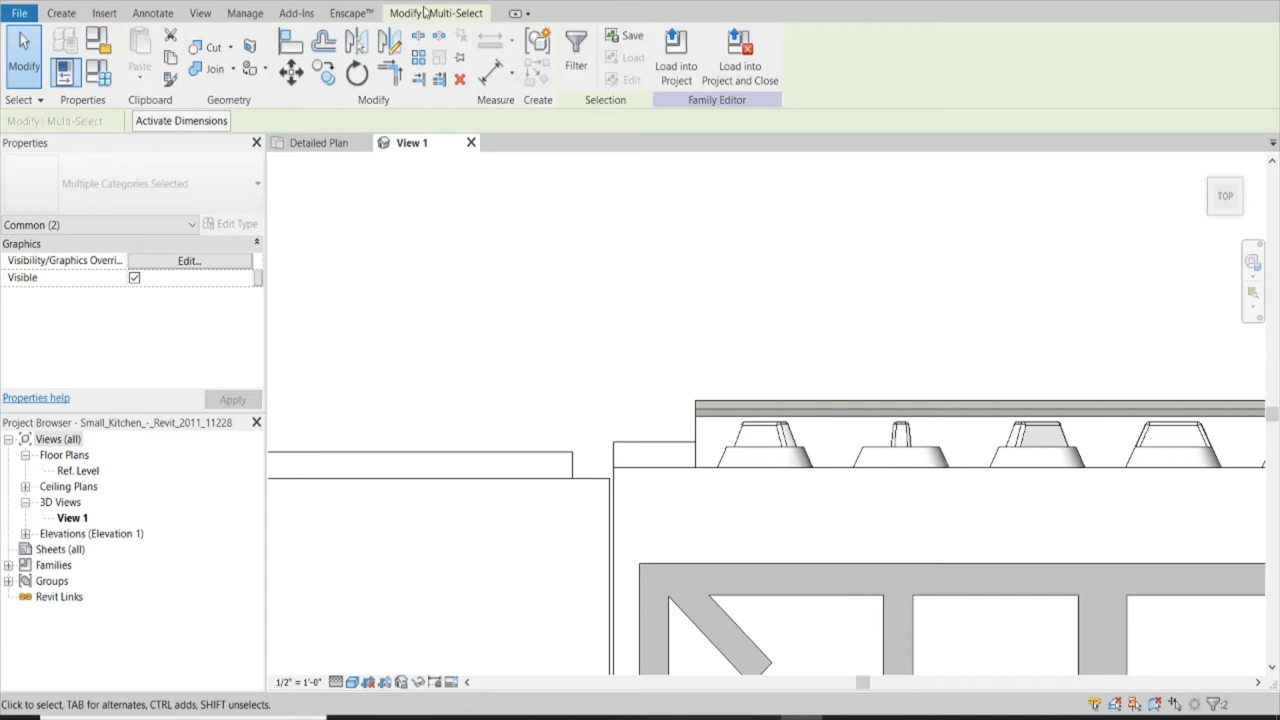 File Create Insert Annotate View Manage Add-Ins Enscape™ Modify | Multi-Select
Modify
Paste
Cut
Join
Filter
Save
Load
Edit
Load into Project
Load into Project and Close
Select Properties Clipboard Geometry Modify Measure Create Selection Family Editor
Modify | Multi-Select Activate Dimensions
Properties
Detailed Plan
View 1
TOP
Multiple Categories Selected
Common (2)
Edit Type
Graphics
Visibility/Graphics Overri... Edit...
Visible
Properties help
Apply
Project Browser - Small_Kitchen_-_Revit_2011_11228
Views (all)
Floor Plans
Ref. Level
Ceiling Plans
3D Views
View 1
Elevations (Elevation 1)
Sheets (all)
Families
Groups
Revit Links
1/2" = 1'-0"
Click to select, TAB for alternates, CTRL adds, SHIFT unselects.
:2